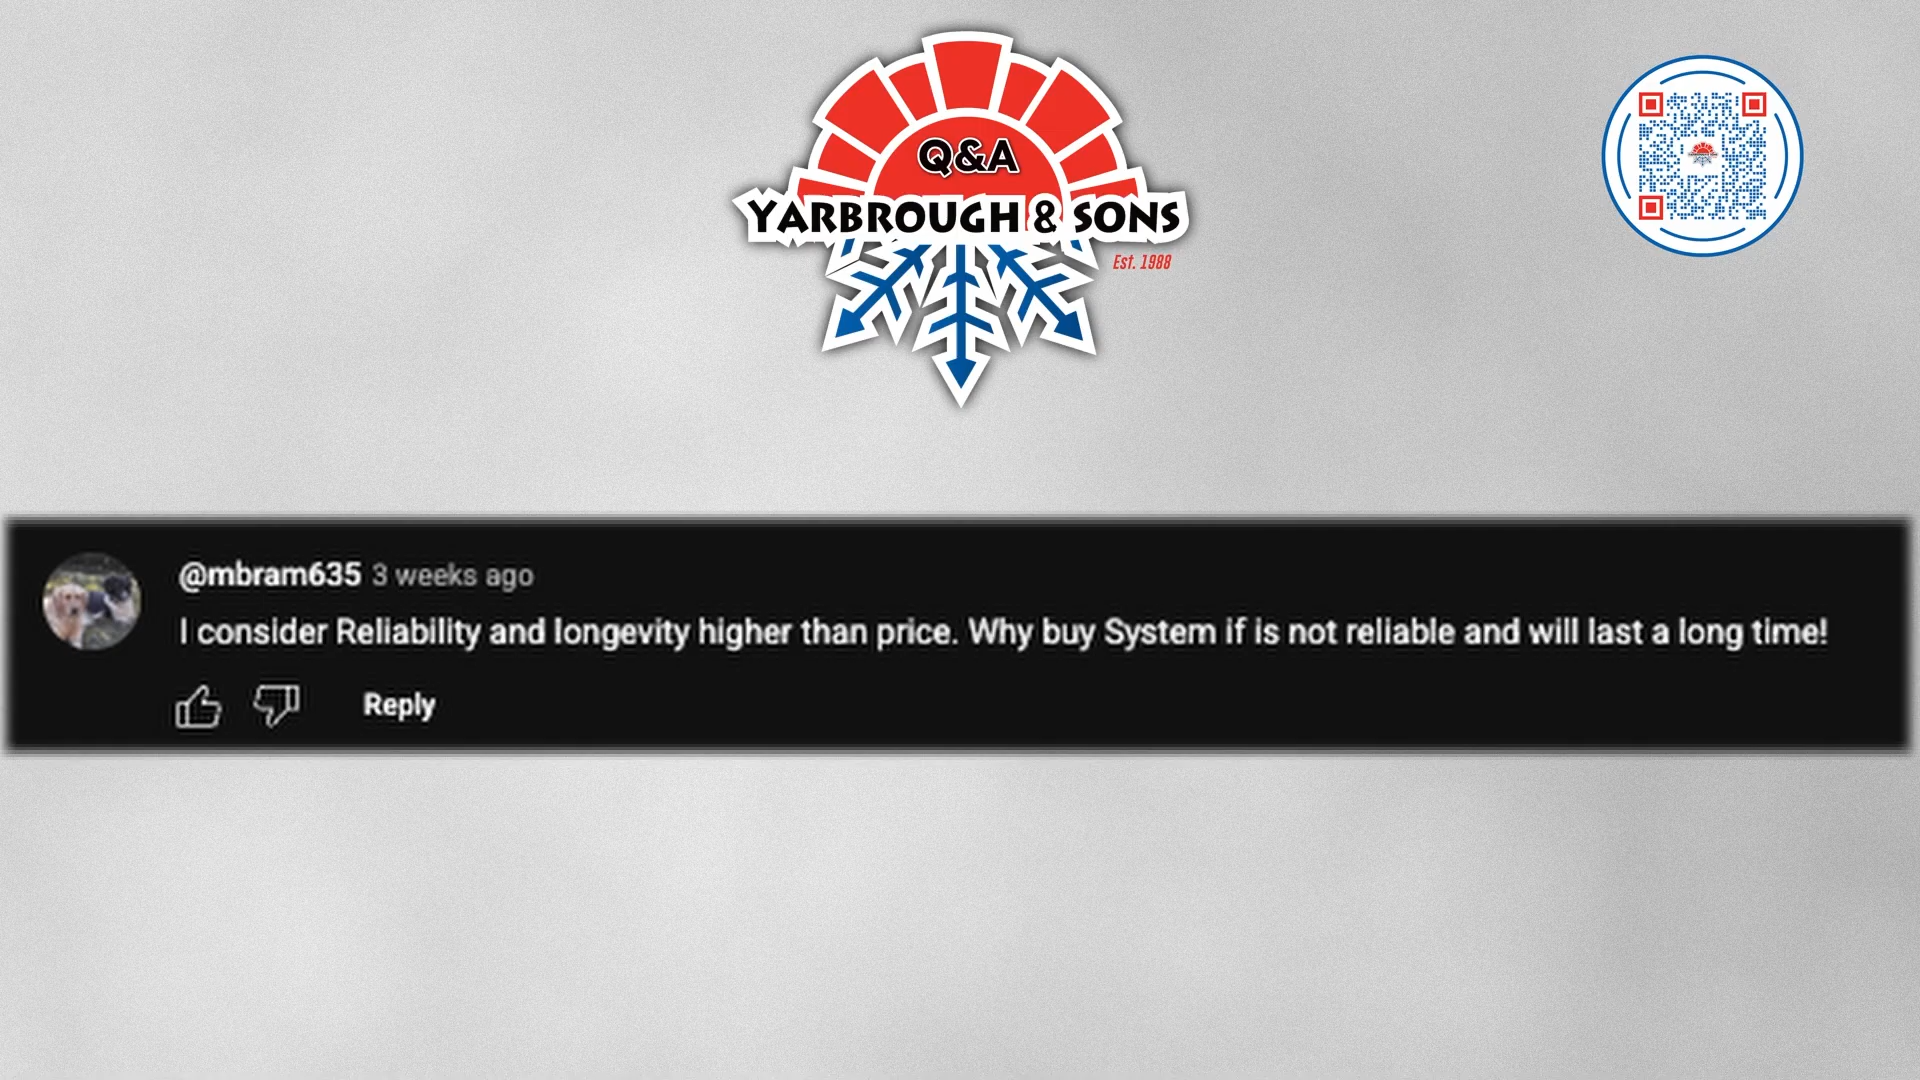 Q&A
YARBROUGH & SONS
Est. 1988
@mbram635 3 weeks ago
I consider Reliability and longevity higher than price. Why buy System if is not reliable and will last a long time!
Reply